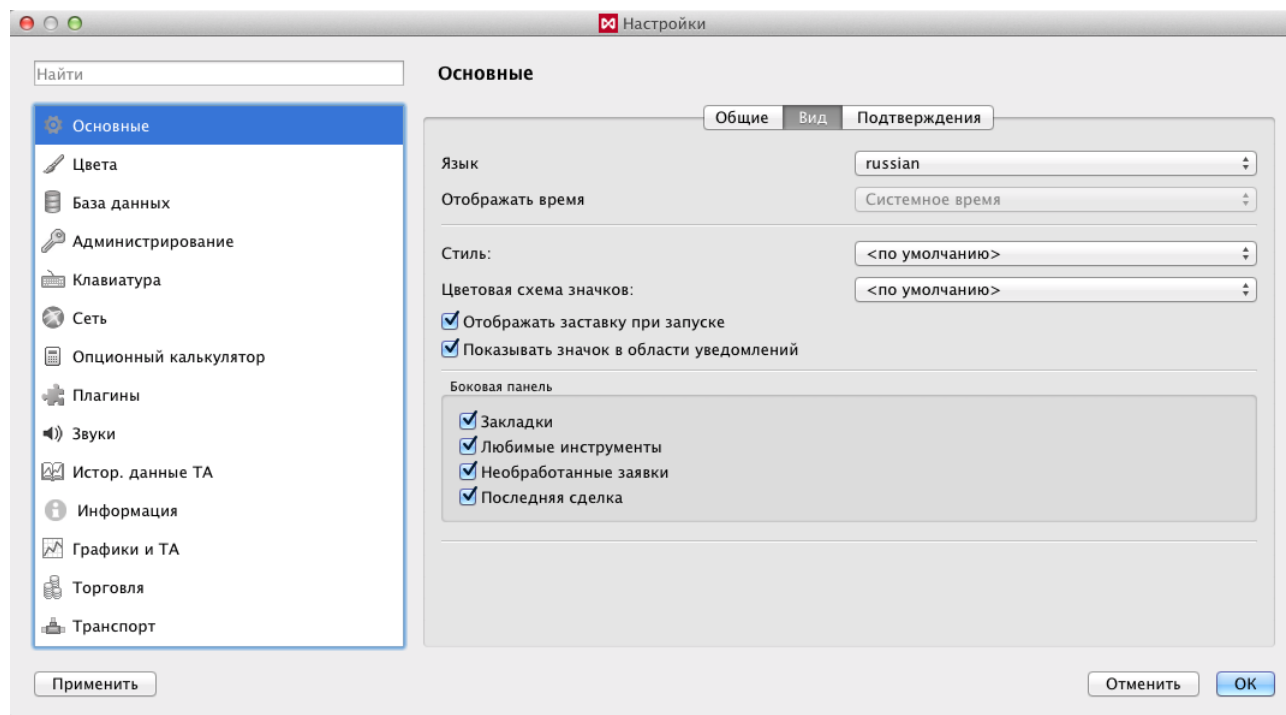 Настройки
Найти
Основные
Цвета
База данных
Администрирование
Клавиатура
Сеть
Опционный калькулятор
Плагины
Звуки
Истор. данные ТА
Информация
Графики и ТА
Торговля
Транспорт
Основные
Общие Вид Подтверждения
Язык russian
Отображать время Системное время
Стиль: <по умолчанию>
Цветовая схема значков: <по умолчанию>
Отображать заставку при запуске
Показывать значок в области уведомлений
Боковая панель
Закладки
Любимые инструменты
Необработанные заявки
Последняя сделка
Применить Отменить OK